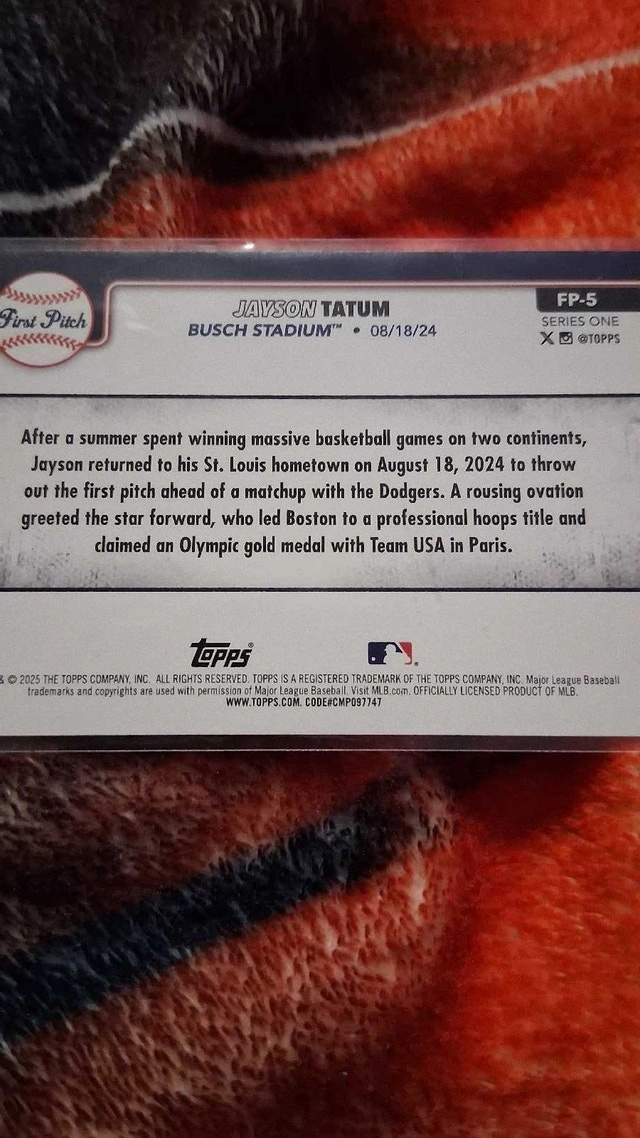 First Pitch
JAYSON TATUM
BUSCH STADIUM™ • 08/18/24
FP-5
SERIES ONE
@TOPPS
After a summer spent winning massive basketball games on two continents,
Jayson returned to his St. Louis hometown on August 18, 2024 to throw
out the first pitch ahead of a matchup with the Dodgers. A rousing ovation
greeted the star forward, who led Boston to a professional hoops title and
claimed an Olympic gold medal with Team USA in Paris.
Topps®
& © 2025 THE TOPPS COMPANY, INC. ALL RIGHTS RESERVED. TOPPS IS A REGISTERED TRADEMARK OF THE TOPPS COMPANY, INC. Major League Baseball
trademarks and copyrights are used with permission of Major League Baseball. Visit MLB.com. OFFICIALLY LICENSED PRODUCT OF MLB.
WWW.TOPPS.COM. CODE#CMP097747